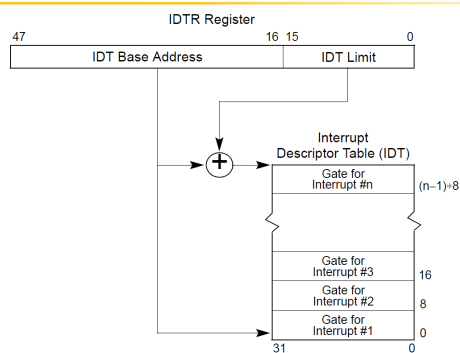 IDTR Register
47 16 15 0
IDT Base Address IDT Limit
+
Interrupt
Descriptor Table (IDT)
Gate for
Interrupt #n
(n−1)∗8
Gate for
Interrupt #3
16
Gate for
Interrupt #2
8
Gate for
Interrupt #1
0
31 0